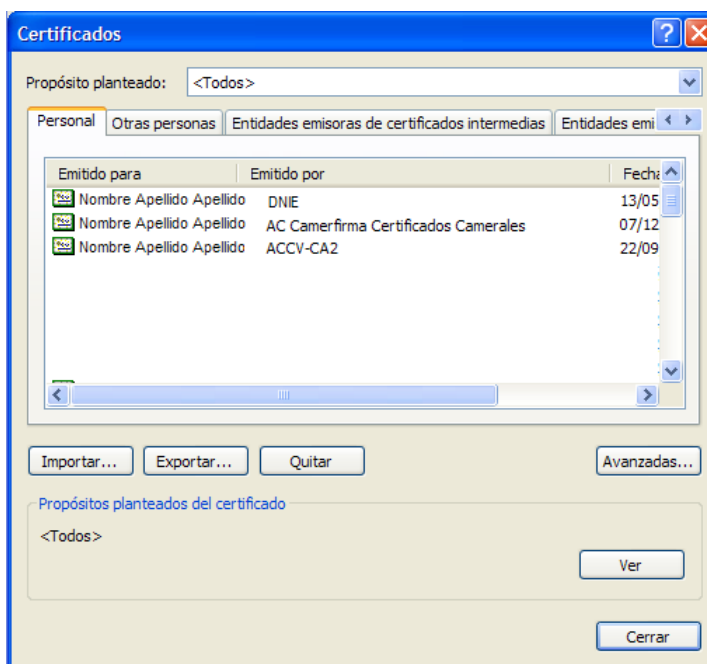 Certificados
Propósito planteado: <Todos>
Personal Otras personas Entidades emisoras de certificados intermedias Entidades emi
Emitido para Emitido por Fecha
Nombre Apellido Apellido DNIE 13/05
Nombre Apellido Apellido AC Camerfirma Certificados Camerales 07/12
Nombre Apellido Apellido ACCV-CA2 22/09
Importar... Exportar... Quitar Avanzadas...
Propósitos planteados del certificado
<Todos>
Ver
Cerrar